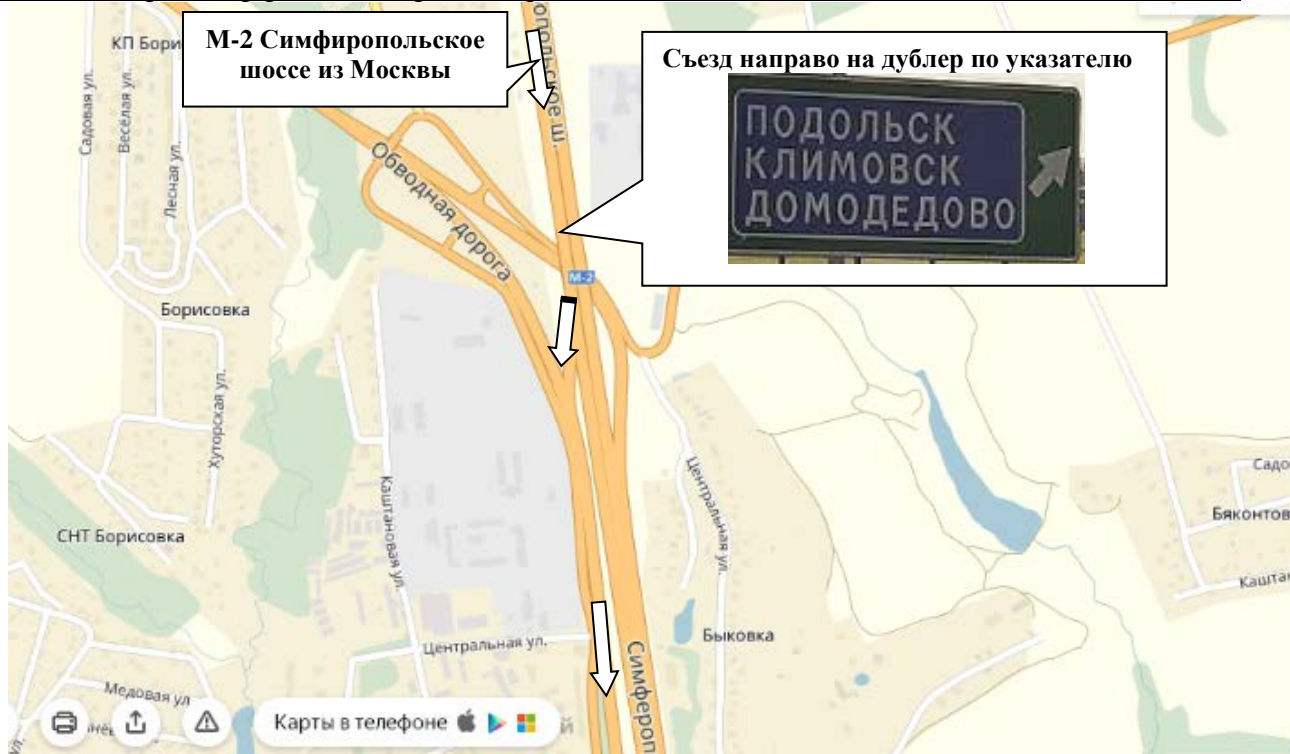 М-2 Симфиропольское
шоссе из Москвы
Съезд направо на дублер по указателю
ПОДОЛЬСК
КЛИМОВСК
ДОМОДЕДОВО
КП Бори
Садовая ул.
Весёлая ул.
Лесная ул.
опольское ш.
Обводная дорога
М-2
Борисовка
Хуторская ул.
Каштановая ул.
Центральная ул.
Садо
Бяконтов
Кашта
СНТ Борисовка
Центральная ул.
Быковка
Симфероп
Медовая ул
Карты в телефоне